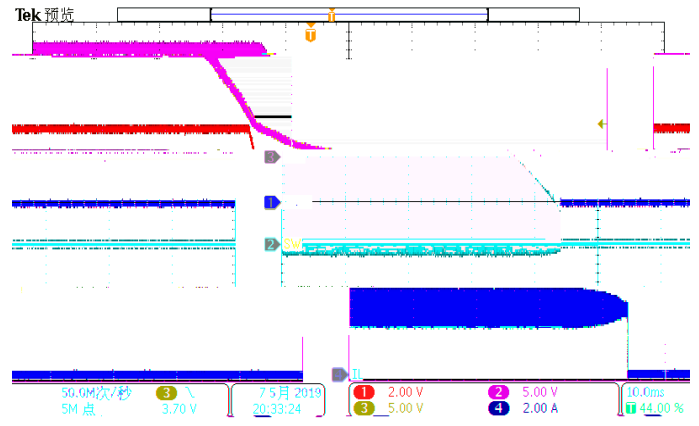 Tek 预览
T
T
3
1
2
SW
IL
50.0M次/秒
5M 点
3
3.70 V
7 5月 2019
20:33:24
1 2.00 V
2 5.00 V
3 5.00 V
4 2.00 A
10.0ms
T 44.00 %